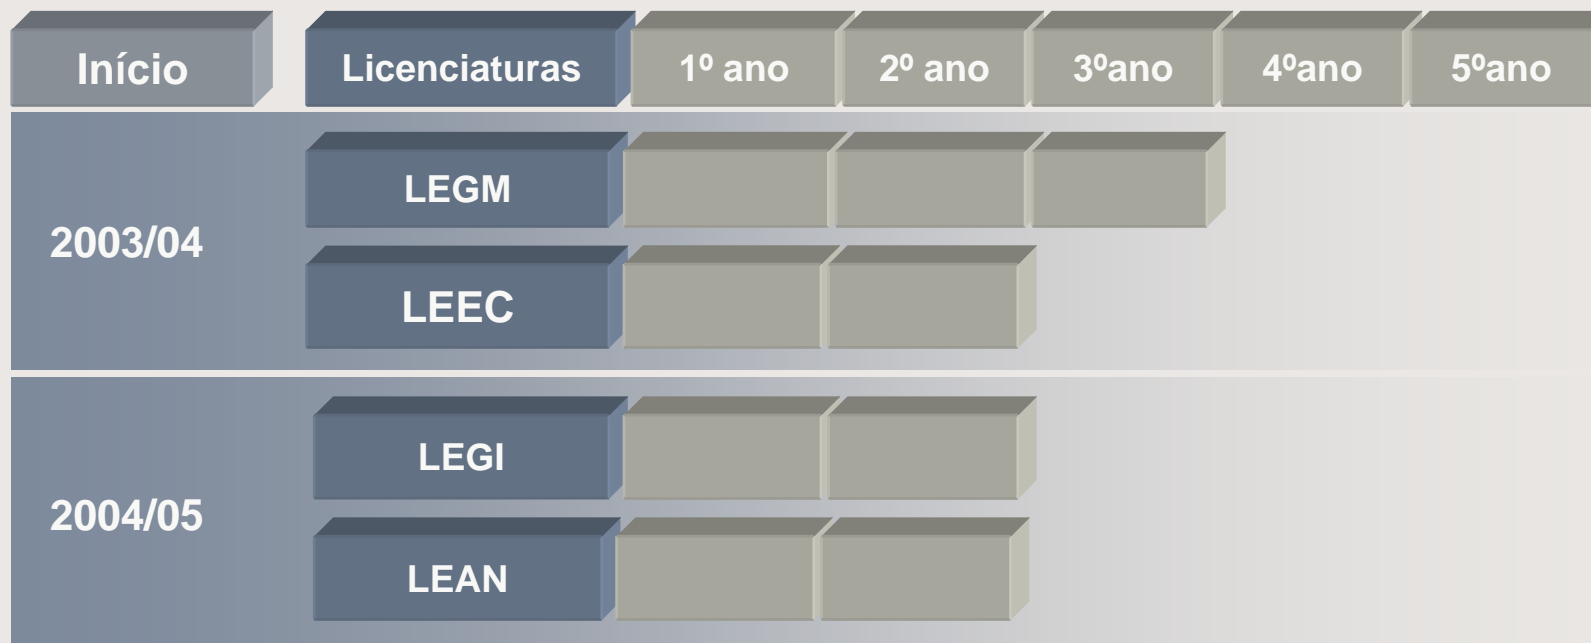 Início Licenciaturas 1º ano 2º ano 3ºano 4ºano 5ºano
2003/04
LEGM
LEEC
2004/05
LEGI
LEAN